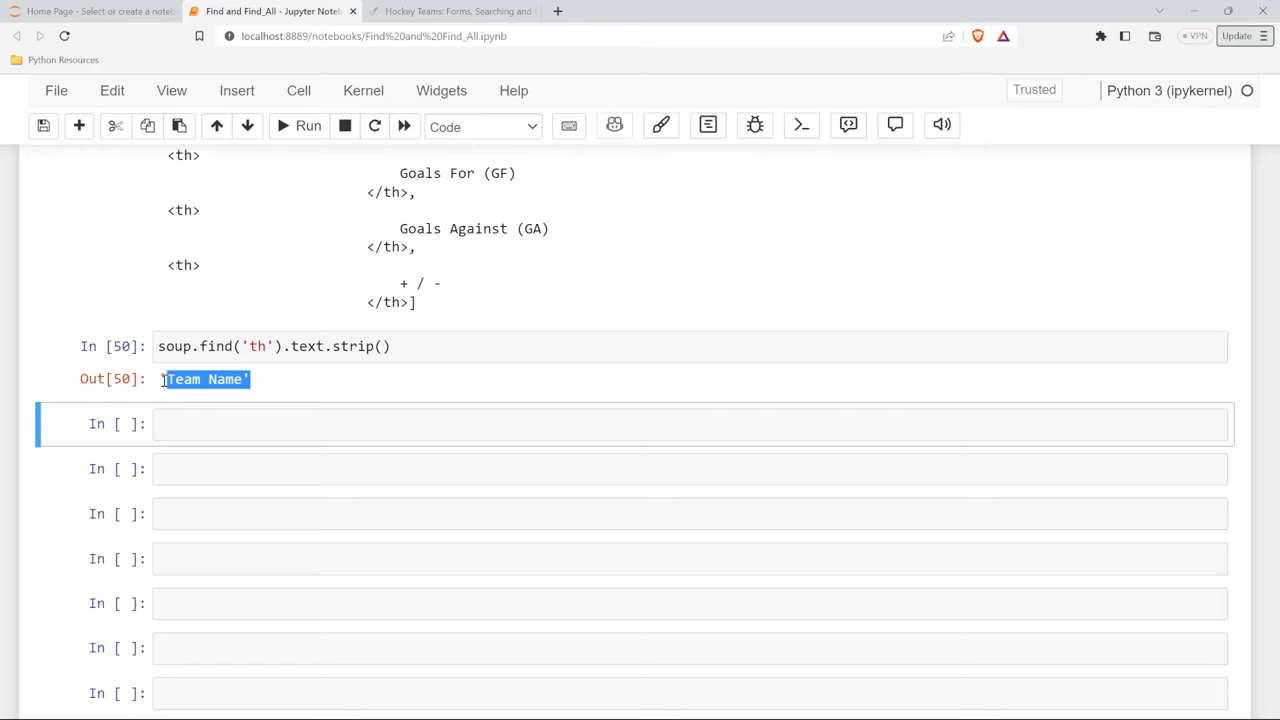 Home Page - Select or create a noteb
Find and Find_All - Jupyter Noteb
Hockey Teams: Forms, Searching and
localhost:8889/notebooks/Find%20and%20Find_All.ipynb
VPN
Update
Python Resources
File Edit View Insert Cell Kernel Widgets Help
Trusted
Python 3 (ipykernel)
Run
Code
<th>
Goals For (GF)
</th>,
<th>
Goals Against (GA)
</th>,
<th>
+ / -
</th>]
In [50]: soup.find('th').text.strip()
Out[50]: 'Team Name'
In [ ]:
In [ ]:
In [ ]:
In [ ]:
In [ ]:
In [ ]:
In [ ]: